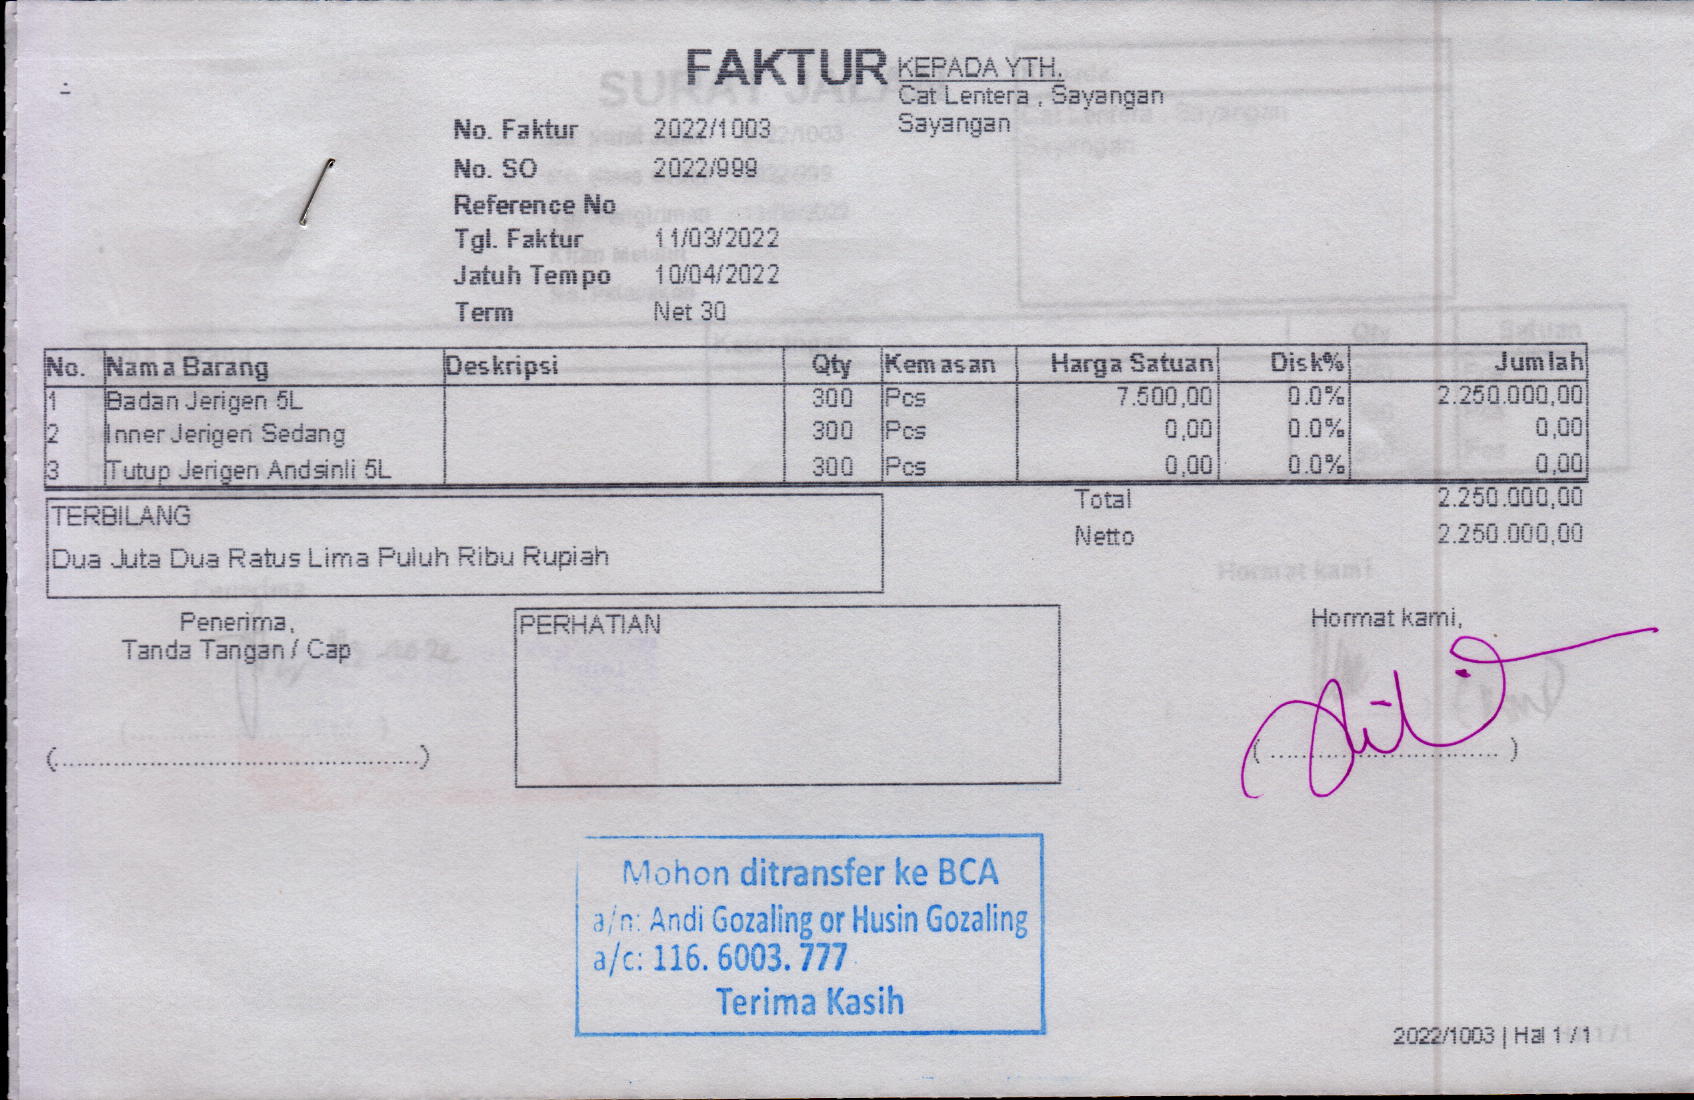 FAKTUR
KEPADA YTH.
Cat Lentera , Sayangan
Sayangan
No. Faktur 2022/1003
No. SO 2022/999
Reference No
Tgl. Faktur 11/03/2022
Jatuh Tempo 10/04/2022
Term Net 30
No. Nama Barang Deskripsi Qty Kemasan Harga Satuan Disk% Jumlah
1 Badan Jerigen 5L 300 Pcs 7.500,00 0.0% 2.250.000,00
2 Inner Jerigen Sedang 300 Pcs 0,00 0.0% 0,00
3 Tutup Jerigen Andsinli 5L 300 Pcs 0,00 0.0% 0,00
Total 2.250.000,00
Netto 2.250.000,00
TERBILANG
Dua Juta Dua Ratus Lima Puluh Ribu Rupiah
Penerima,
Tanda Tangan / Cap
(............................................)
PERHATIAN
Hormat kami,
(............................)
Mohon ditransfer ke BCA
a/n: Andi Gozaling or Husin Gozaling
a/c: 116. 6003. 777
Terima Kasih
2022/1003 | Hal 1 / 1